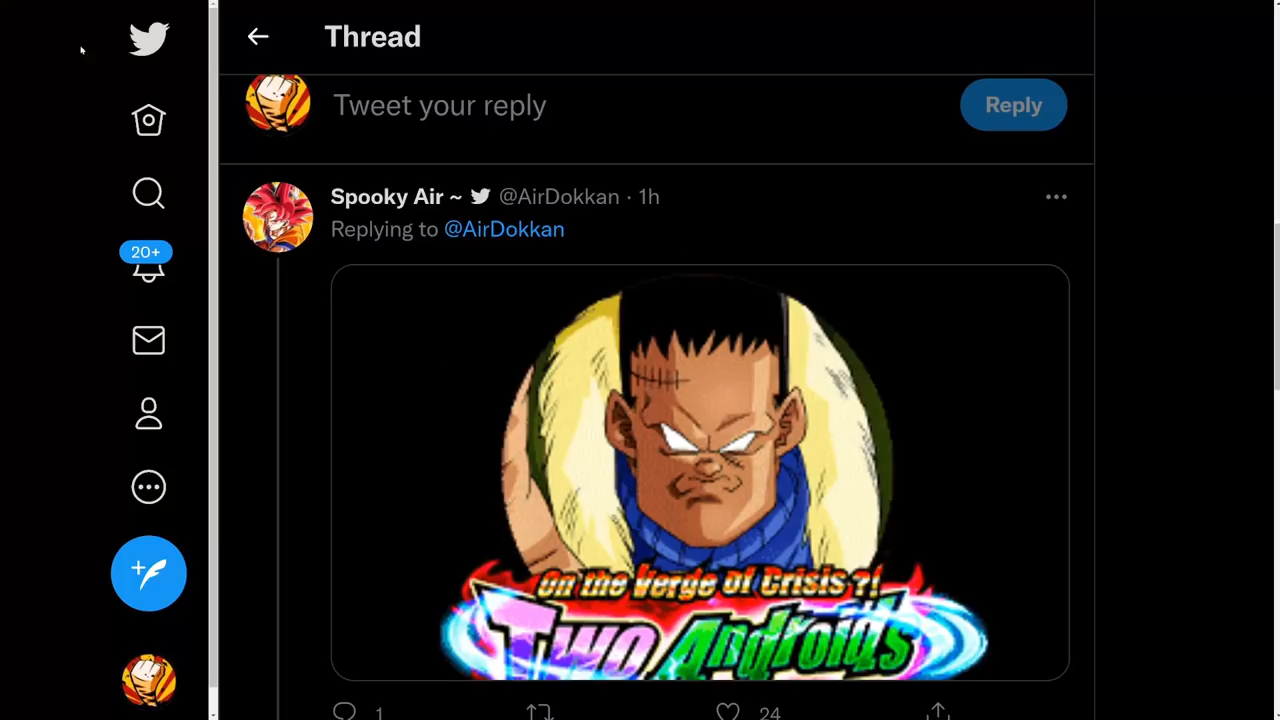 Thread
Tweet your reply
Reply
Spooky Air ~ @AirDokkan · 1h
Replying to @AirDokkan
20+
On the Verge of Crisis?!
Two Androids
1
24